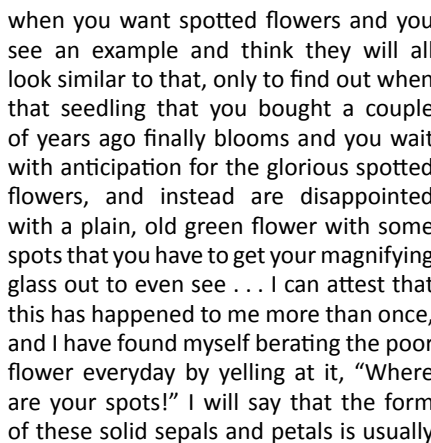 when you want spotted flowers and you
see an example and think they will all
look similar to that, only to find out when
that seedling that you bought a couple
of years ago finally blooms and you wait
with anticipation for the glorious spotted
flowers, and instead are disappointed
with a plain, old green flower with some
spots that you have to get your magnifying
glass out to even see . . . I can attest that
this has happened to me more than once,
and I have found myself berating the poor
flower everyday by yelling at it, “Where
are your spots!” I will say that the form
of these solid sepals and petals is usually